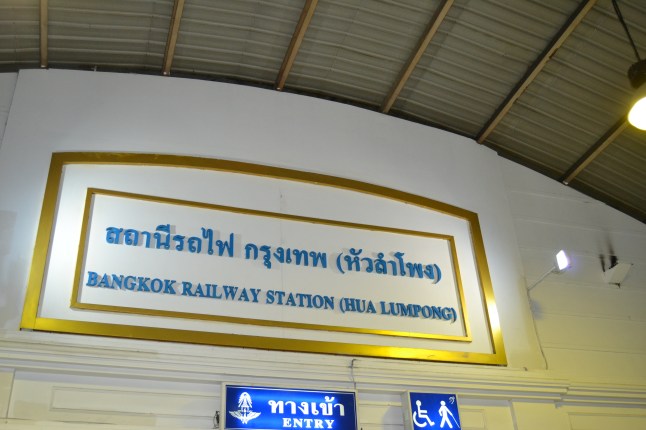 สถานีรถไฟ กรุงเทพ (หัวลำโพง)
BANGKOK RAILWAY STATION (HUA LUMPONG)
ทางเข้า
ENTRY